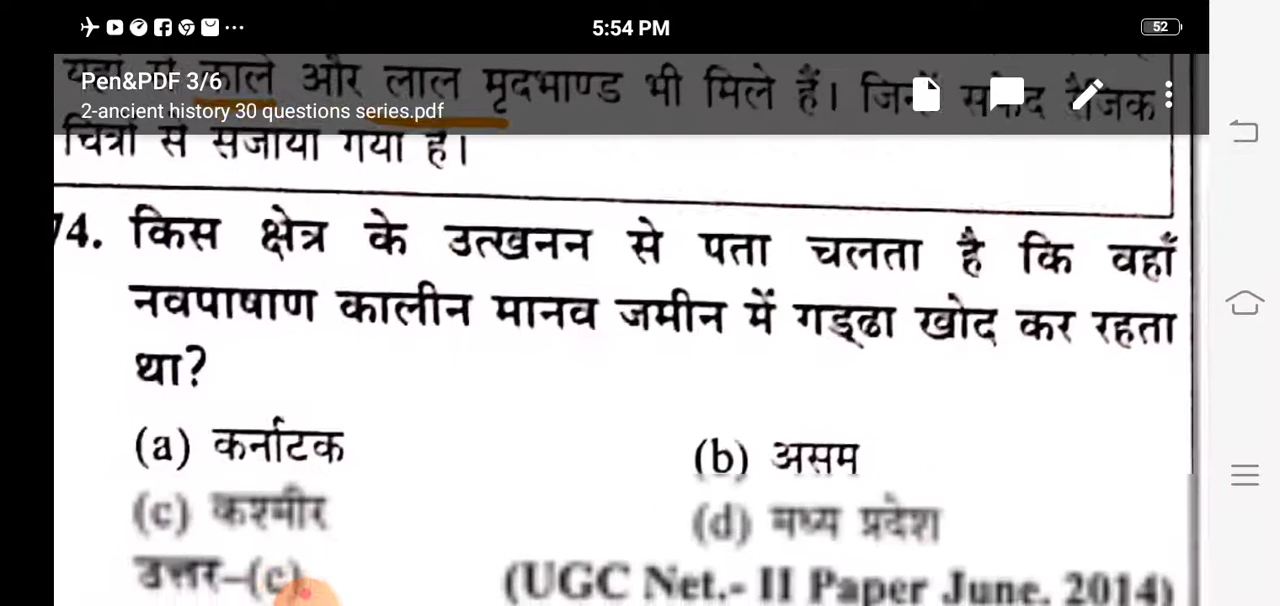 5:54 PM
52
Pen&PDF 3/6
2-ancient history 30 questions series.pdf
काले और लाल मृदभाण्ड भी मिले हैं। जिन्हें सफेद रैजिक
चित्रों से सजाया गया है।
74. किस क्षेत्र के उत्खनन से पता चलता है कि वहाँ
नवपाषाण कालीन मानव जमीन में गड्ढा खोद कर रहता
था?
(a) कर्नाटक (b) असम
(c) कश्मीर (d) मध्य प्रदेश
उत्तर–(c) (UGC Net.- II Paper June. 2014)